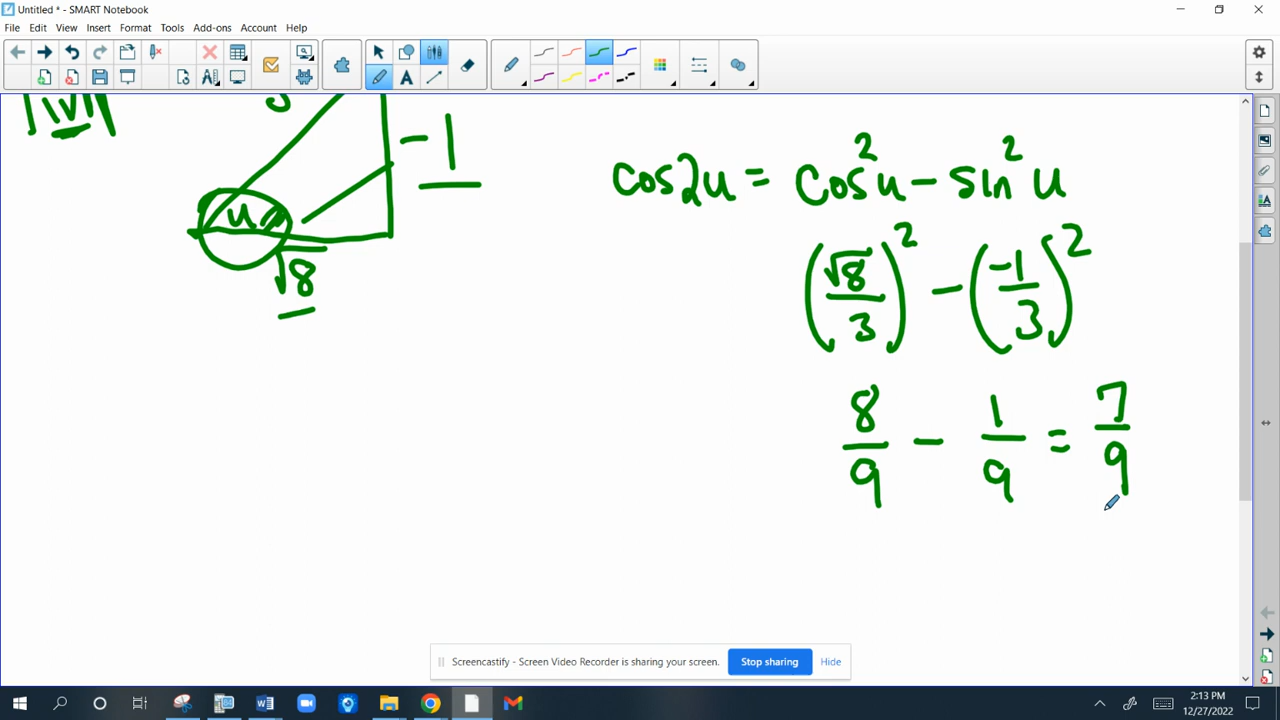 Untitled * - SMART Notebook
File Edit View Insert Format Tools Add-ons Account Help
|IVI|
3
-1
u
√8
cos2u = cos²u - sin²u
(√8/3)² - (-1/3)²
8/9 - 1/9 = 7/9
Screencastify - Screen Video Recorder is sharing your screen. Stop sharing Hide
2:13 PM
12/27/2022